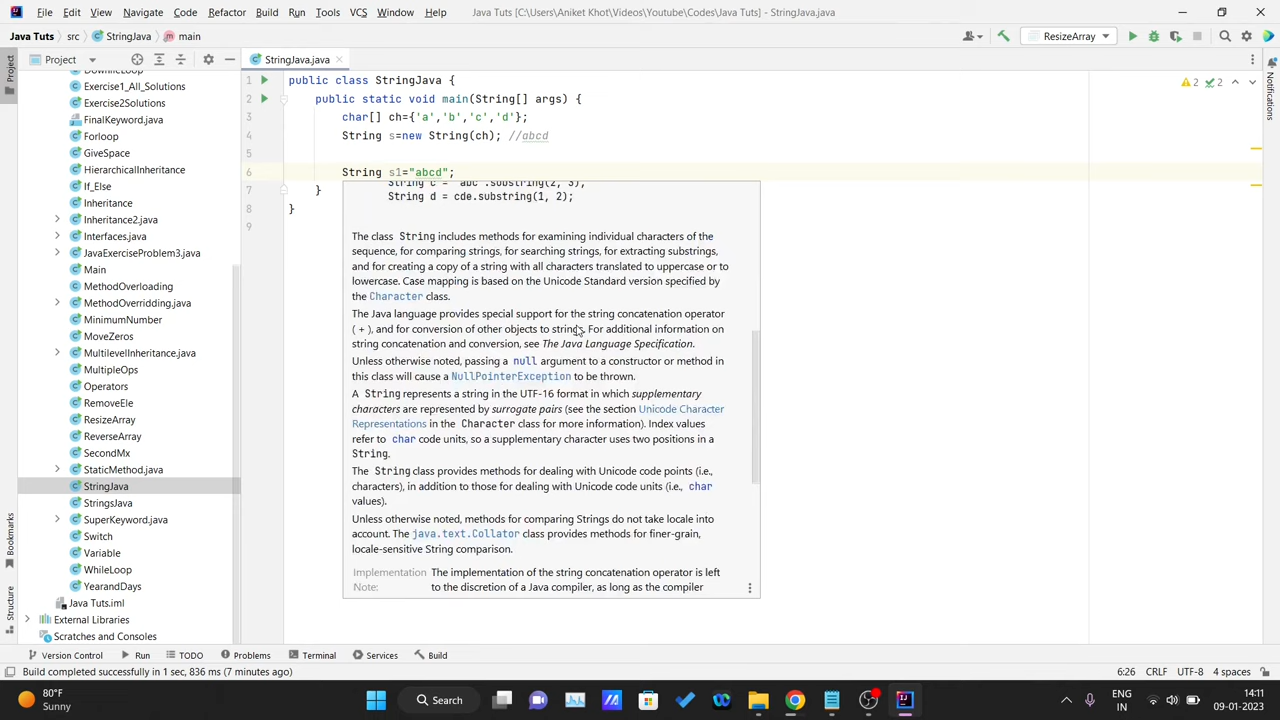 File Edit View Navigate Code Refactor Build Run Tools VCS Window Help Java Tuts [C:\Users\Aniket Khot\Videos\Youtube\Codes\Java Tuts] - StringJava.java
Java Tuts src StringJava main ResizeArray
Project
StringJava.java
Project
Notifications
Bookmarks
Structure
Exercise1_All_Solutions
Exercise2Solutions
FinalKeyword.java
Forloop
GiveSpace
HierarchicalInheritance
If_Else
Inheritance
Inheritance2.java
Interfaces.java
JavaExerciseProblem3.java
Main
MethodOverloading
MethodOverridding.java
MinimumNumber
MoveZeros
MultilevelInheritance.java
MultipleOps
Operators
RemoveEle
ResizeArray
ReverseArray
SecondMx
StaticMethod.java
StringJava
StringsJava
SuperKeyword.java
Switch
Variable
WhileLoop
YearandDays
Java Tuts.iml
External Libraries
Scratches and Consoles
2 2
1 public class StringJava {
2 public static void main(String[] args) {
3 char[] ch={'a','b','c','d'};
4 String s=new String(ch); //abcd
5
6 String s1="abcd";
7 }
8 }
9
String c = "abc".substring(2, 3);
String d = cde.substring(1, 2);
The class String includes methods for examining individual characters of the
sequence, for comparing strings, for searching strings, for extracting substrings,
and for creating a copy of a string with all characters translated to uppercase or to
lowercase. Case mapping is based on the Unicode Standard version specified by
the Character class.
The Java language provides special support for the string concatenation operator
( + ), and for conversion of other objects to strings. For additional information on
string concatenation and conversion, see The Java Language Specification.
Unless otherwise noted, passing a null argument to a constructor or method in
this class will cause a NullPointerException to be thrown.
A String represents a string in the UTF-16 format in which supplementary
characters are represented by surrogate pairs (see the section Unicode Character
Representations in the Character class for more information). Index values
refer to char code units, so a supplementary character uses two positions in a
String.
The String class provides methods for dealing with Unicode code points (i.e.,
characters), in addition to those for dealing with Unicode code units (i.e., char
values).
Unless otherwise noted, methods for comparing Strings do not take locale into
account. The java.text.Collator class provides methods for finer-grain,
locale-sensitive String comparison.
Implementation The implementation of the string concatenation operator is left
Note: to the discretion of a Java compiler, as long as the compiler
Version Control Run TODO Problems Terminal Services Build
Build completed successfully in 1 sec, 836 ms (7 minutes ago) 6:26 CRLF UTF-8 4 spaces
80°F
Sunny
Search
ENG
IN
14:11
09-01-2023